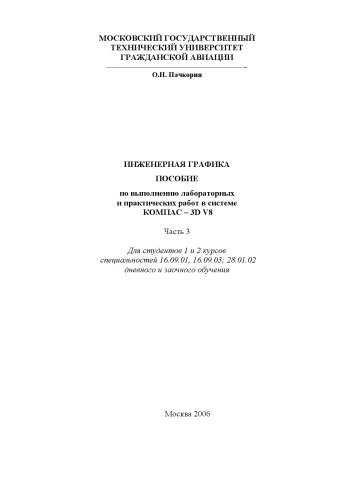 МОСКОВСКИЙ ГОСУДАРСТВЕННЫЙ
ТЕХНИЧЕСКИЙ УНИВЕРСИТЕТ
ГРАЖДАНСКОЙ АВИАЦИИ
О.Н. Пачкория
ИНЖЕНЕРНАЯ ГРАФИКА
ПОСОБИЕ
по выполнению лабораторных
и практических работ в системе
КОМПАС – 3D V8
Часть 3
Для студентов 1 и 2 курсов
специальностей 16.09.01, 16.09.03; 28.01.02
дневного и заочного обучения
Москва 2006